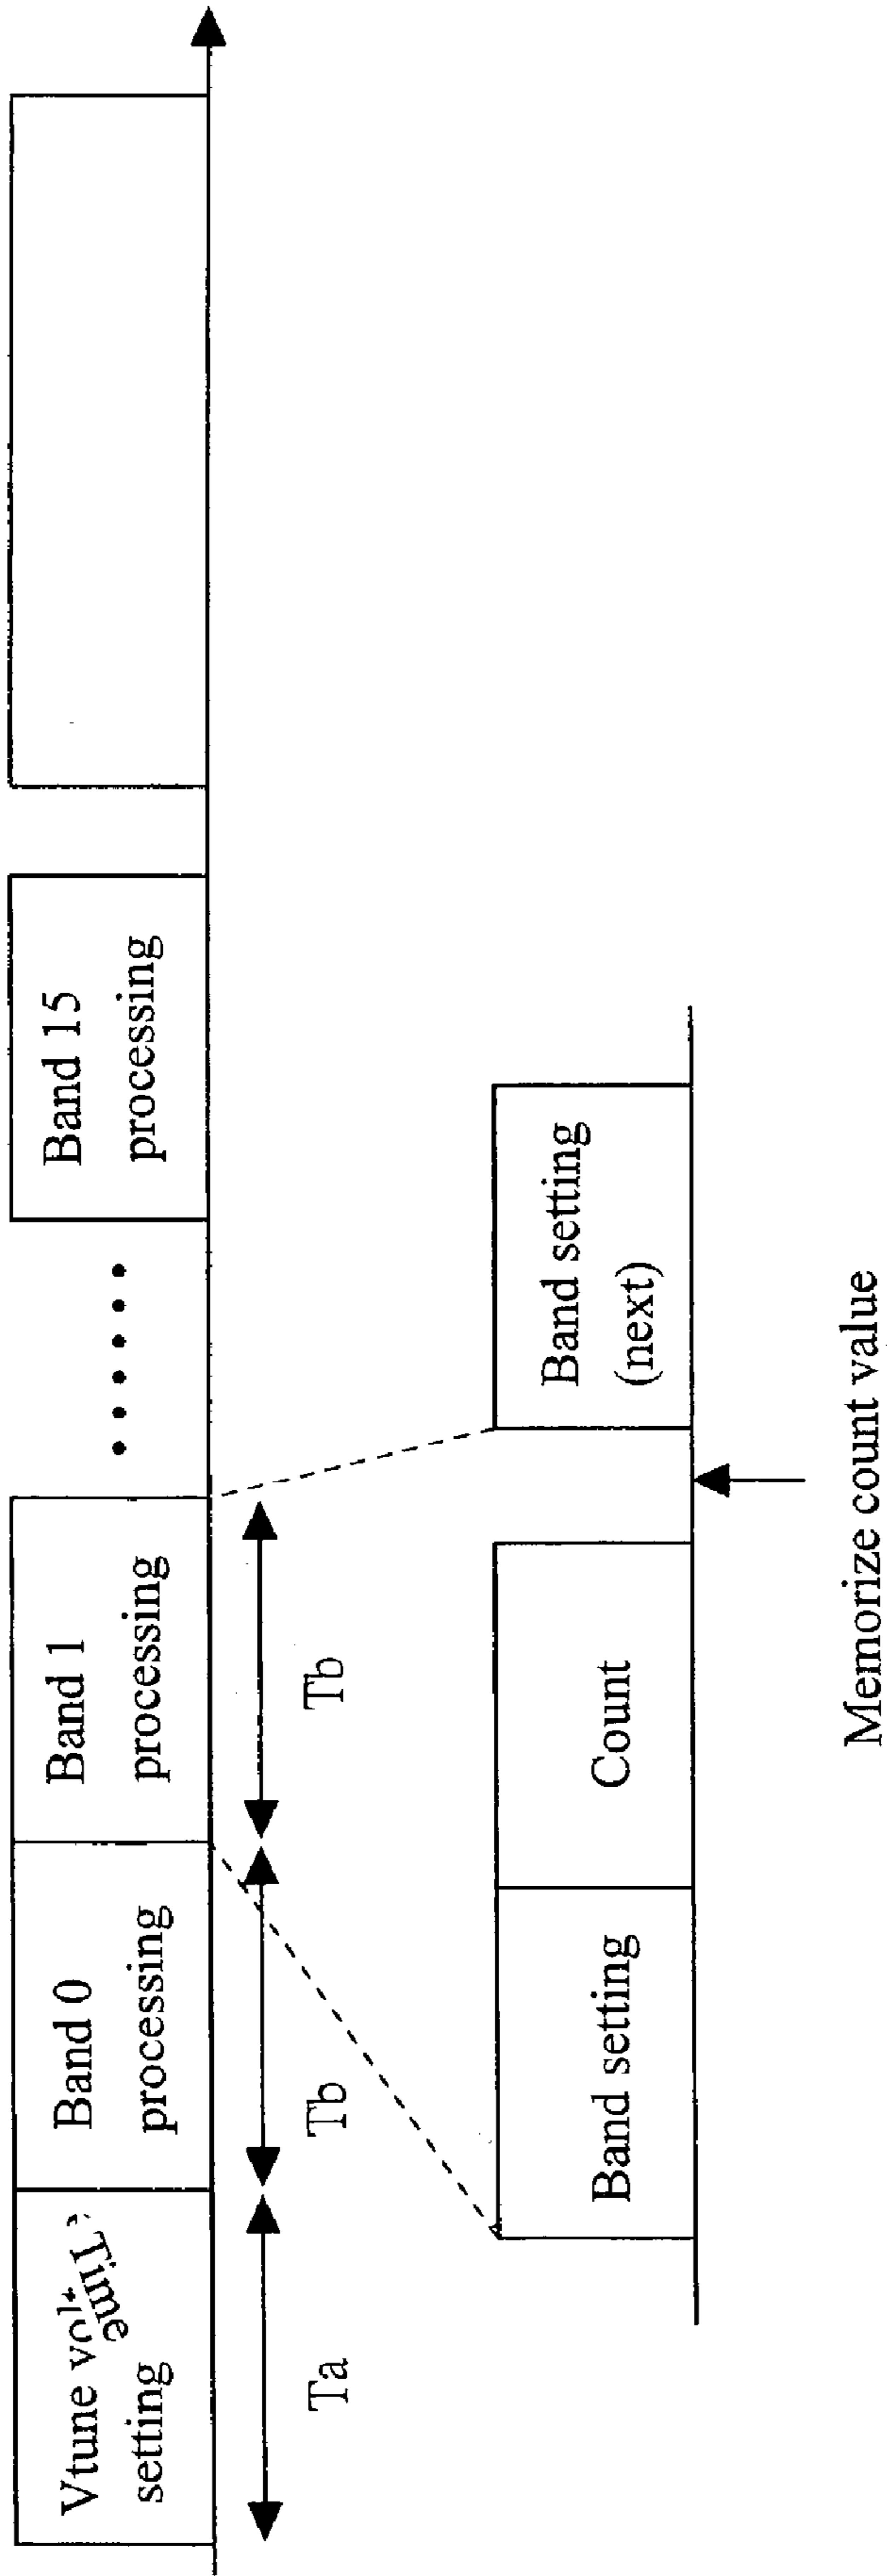 Vtune
setting
Time
Band 0
processing
Band 1
processing
••••••
Band 15
processing
Ta
Tb
Tb
Band setting
Count
Band setting
(next)
Memorize count value